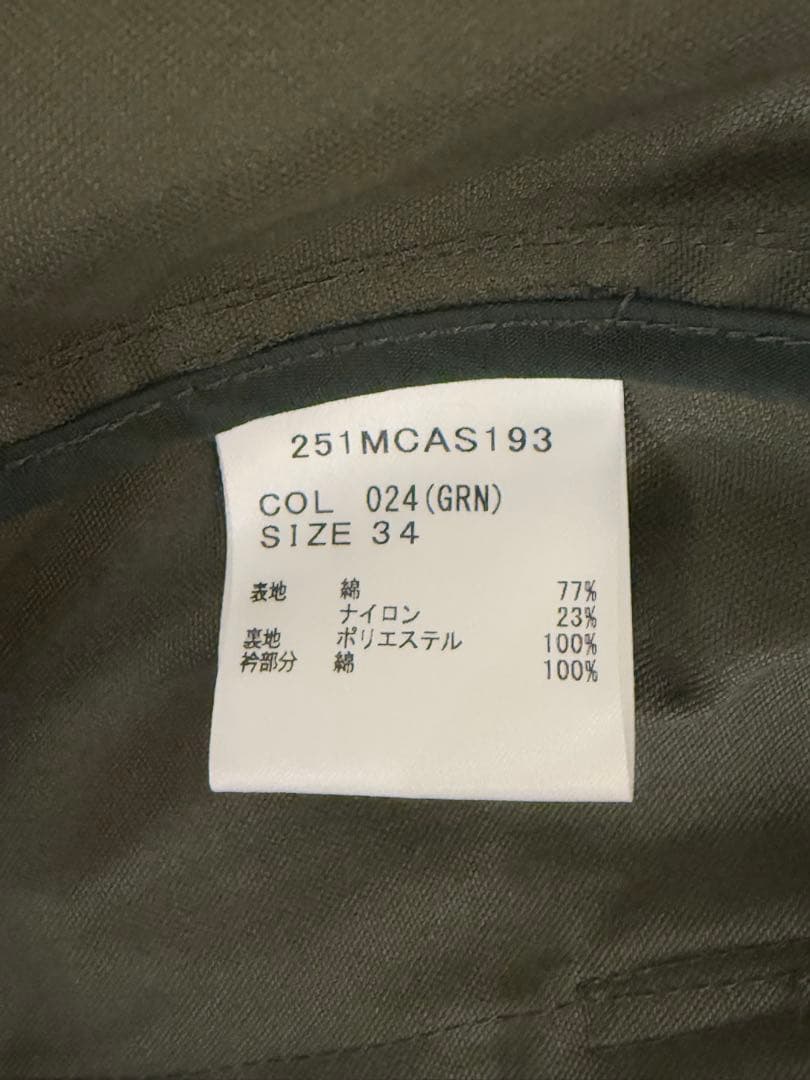 251MCAS193
COL 024(GRN)
SIZE 34
表地 綿 77%
ナイロン 23%
裏地 ポリエステル 100%
衿部分 綿 100%